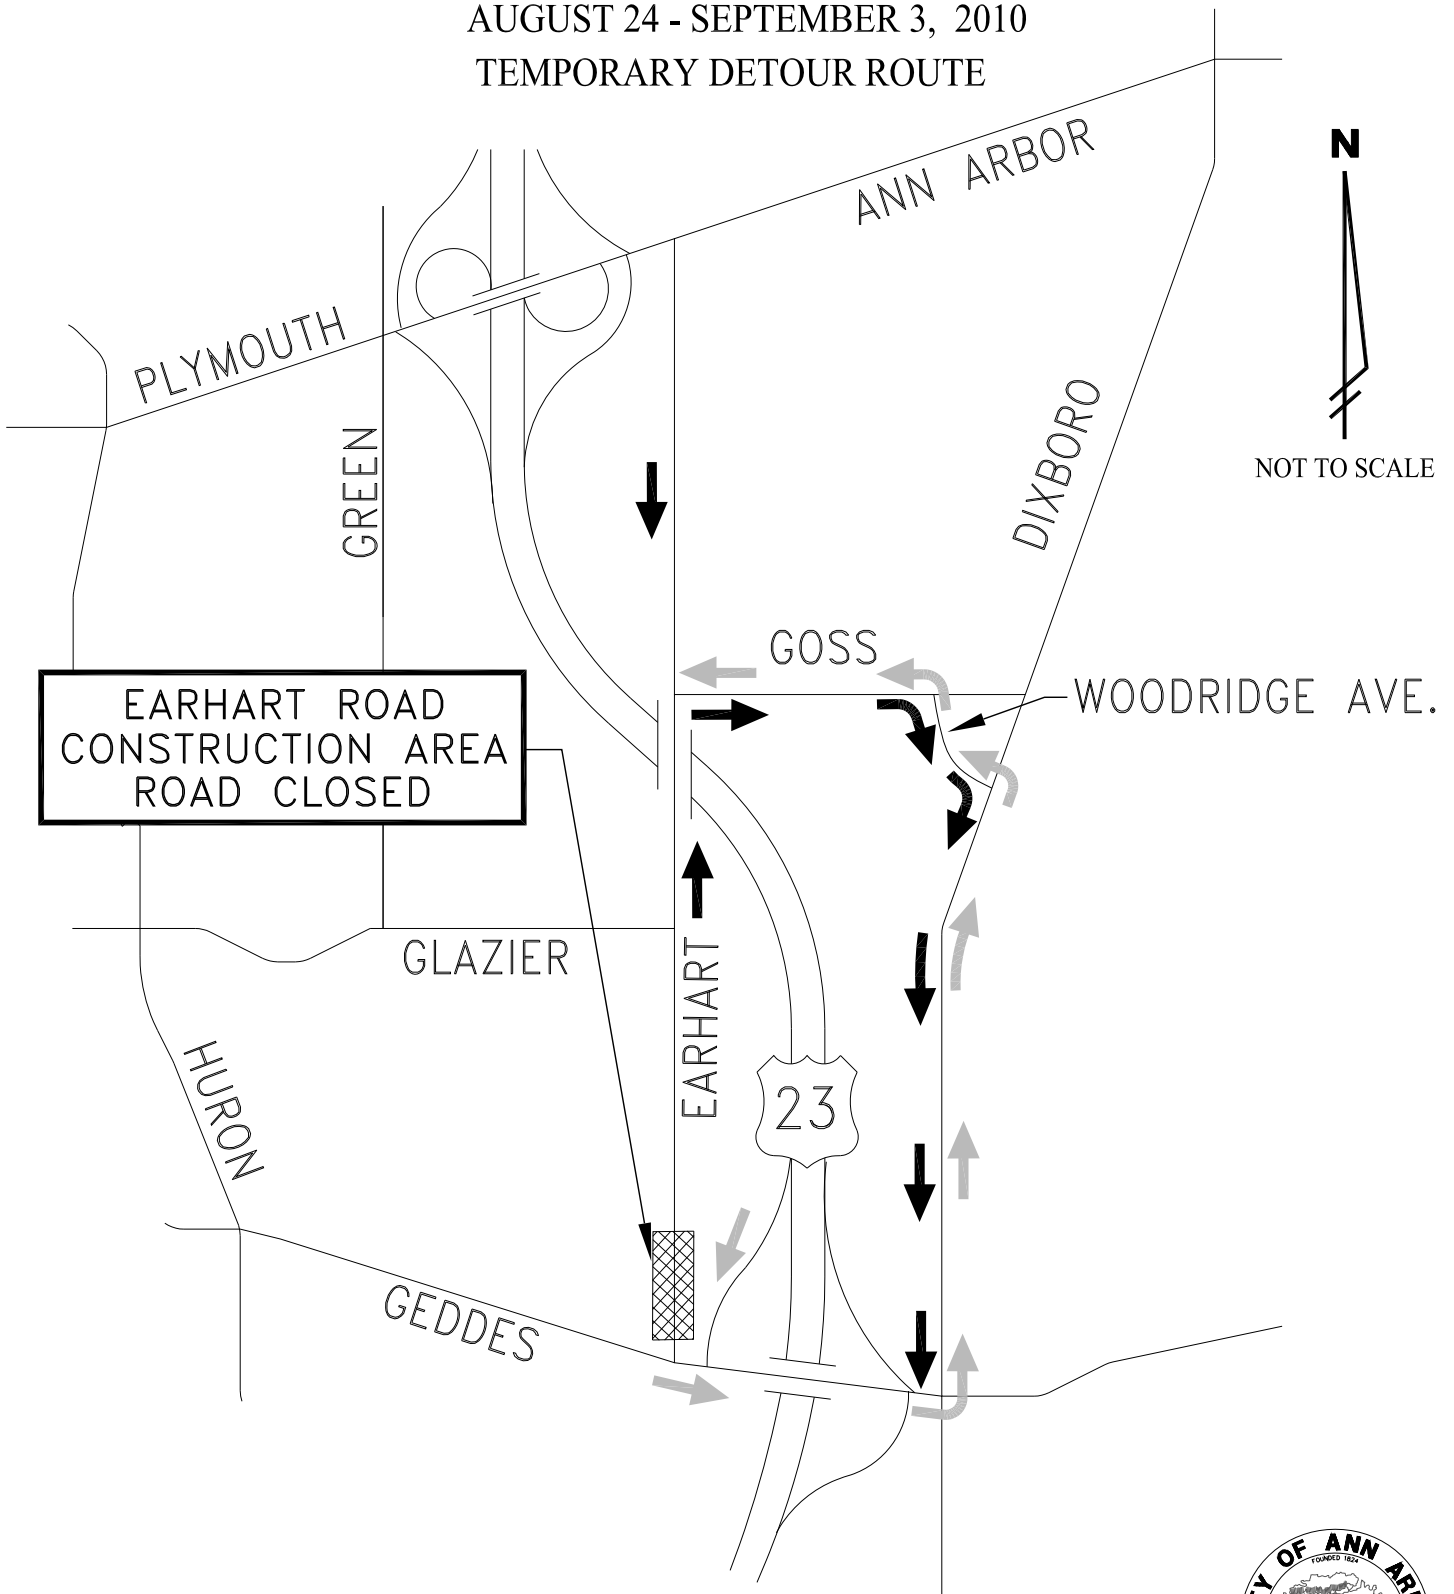 AUGUST 24 - SEPTEMBER 3, 2010
TEMPORARY DETOUR ROUTE
N
NOT TO SCALE
ANN ARBOR
PLYMOUTH
GREEN
DIXBORO
GOSS
WOODRIDGE AVE.
EARHART ROAD
CONSTRUCTION AREA
ROAD CLOSED
GLAZIER
EARHART
HURON
23
GEDDES
OF ANN
FOUNDED 1824